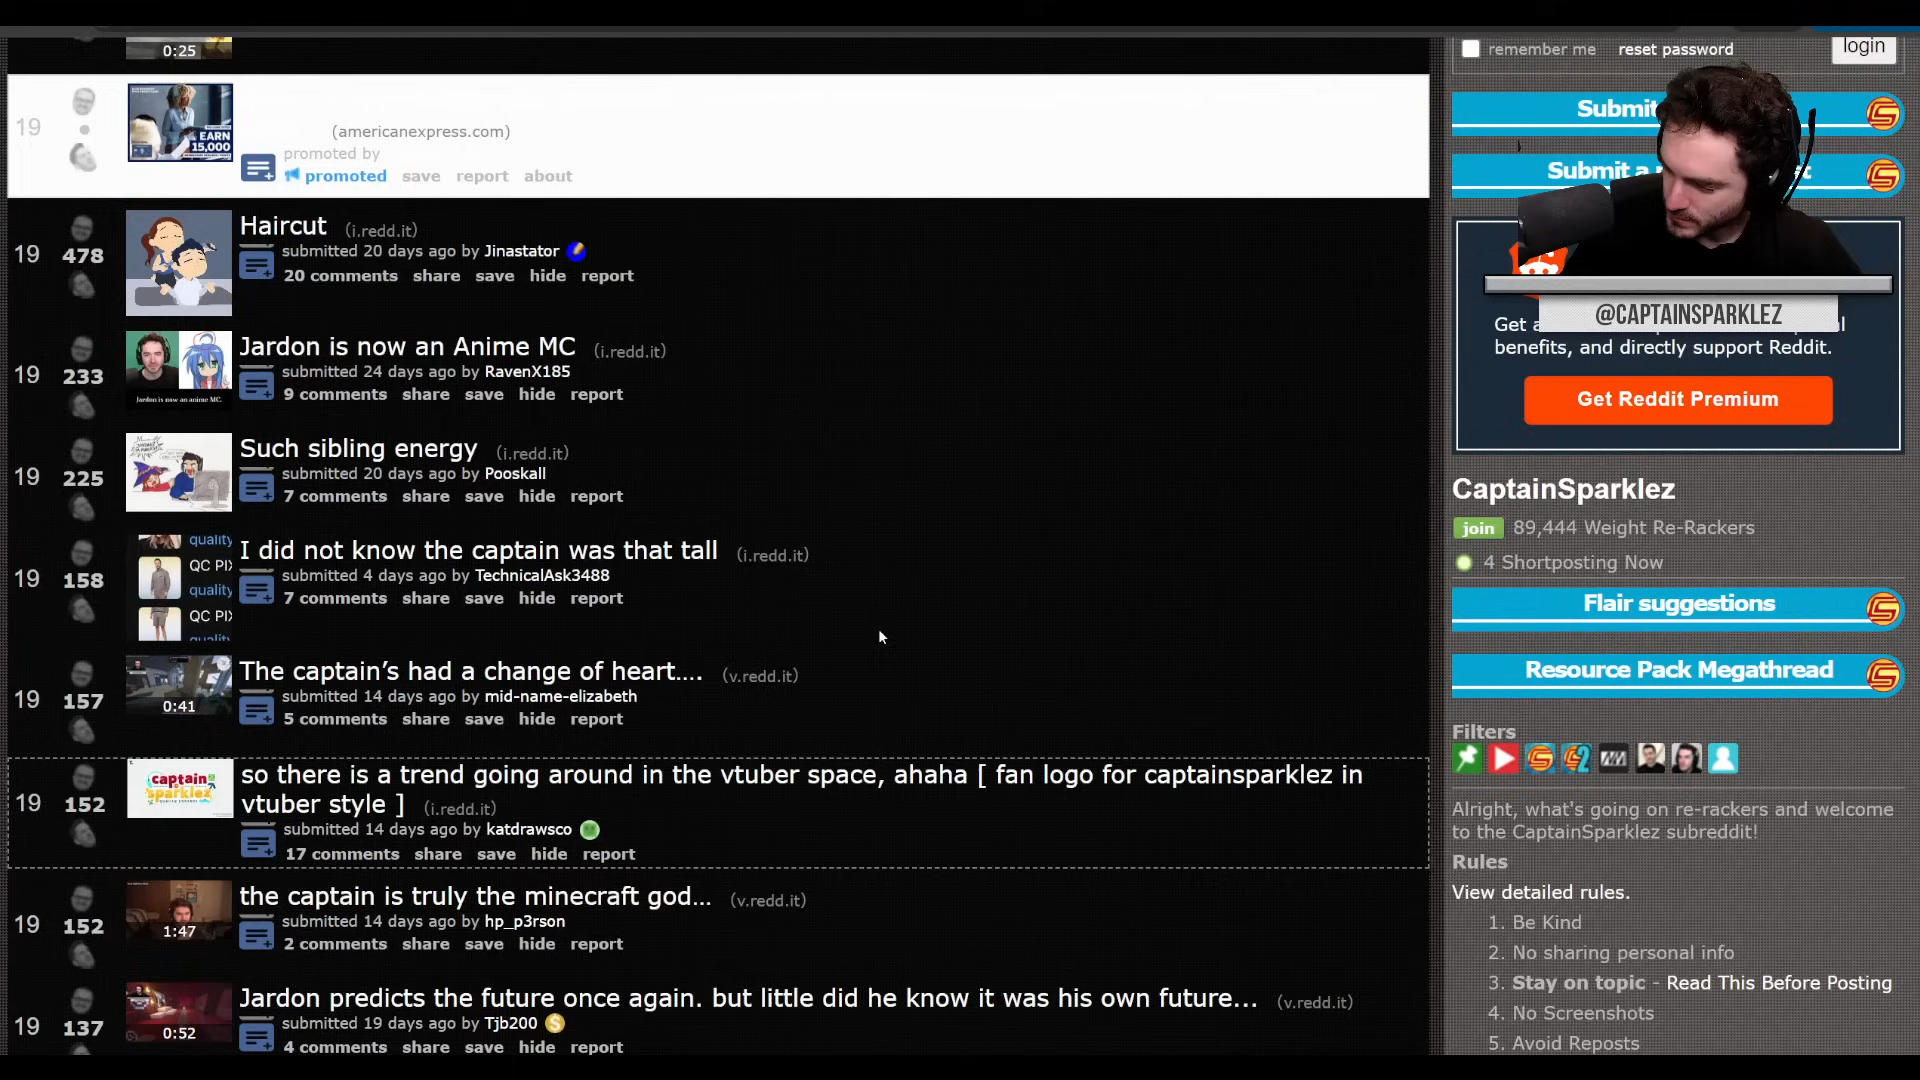 0:25
remember me reset password login
19
EARN
15,000
(americanexpress.com)
promoted by
promoted save report about
Submit
Submit a
19 478
Haircut (i.redd.it)
submitted 20 days ago by Jinastator
20 comments share save hide report
19 233
Jardon is now an anime MC.
Jardon is now an Anime MC (i.redd.it)
submitted 24 days ago by RavenX185
9 comments share save hide report
19 225
Such sibling energy (i.redd.it)
submitted 20 days ago by Pooskall
7 comments share save hide report
19 158
quality
QC PI
quality
QC PI
I did not know the captain was that tall (i.redd.it)
submitted 4 days ago by TechnicalAsk3488
7 comments share save hide report
19 157
0:41
The captain’s had a change of heart.... (v.redd.it)
submitted 14 days ago by mid-name-elizabeth
5 comments share save hide report
19 152
captain
sparklez
so there is a trend going around in the vtuber space, ahaha [ fan logo for captainsparklez in
vtuber style ] (i.redd.it)
submitted 14 days ago by katdrawsco
17 comments share save hide report
19 152
1:47
the captain is truly the minecraft god... (v.redd.it)
submitted 14 days ago by hp_p3rson
2 comments share save hide report
19 137
0:52
Jardon predicts the future once again. but little did he know it was his own future... (v.redd.it)
submitted 19 days ago by Tjb200
4 comments share save hide report
@CAPTAINSPARKLEZ
Get
benefits, and directly support Reddit.
Get Reddit Premium
CaptainSparklez
join 89,444 Weight Re-Rackers
4 Shortposting Now
Flair suggestions
Resource Pack Megathread
Filters
Alright, what's going on re-rackers and welcome
to the CaptainSparklez subreddit!
Rules
View detailed rules.
1. Be Kind
2. No sharing personal info
3. Stay on topic - Read This Before Posting
4. No Screenshots
5. Avoid Reposts